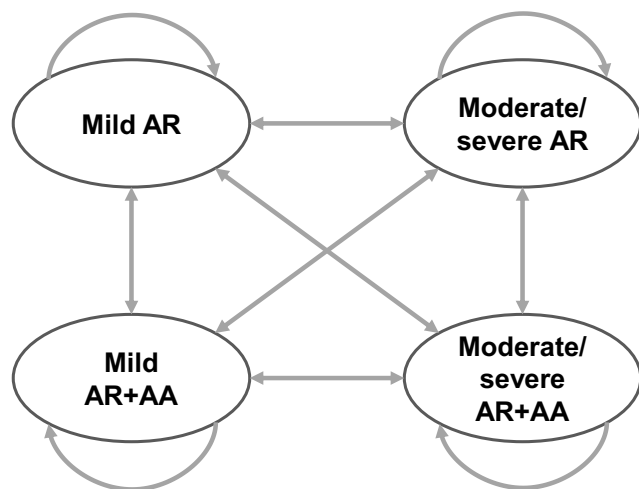 Mild AR
Moderate/
severe AR
Mild
AR+AA
Moderate/
severe
AR+AA